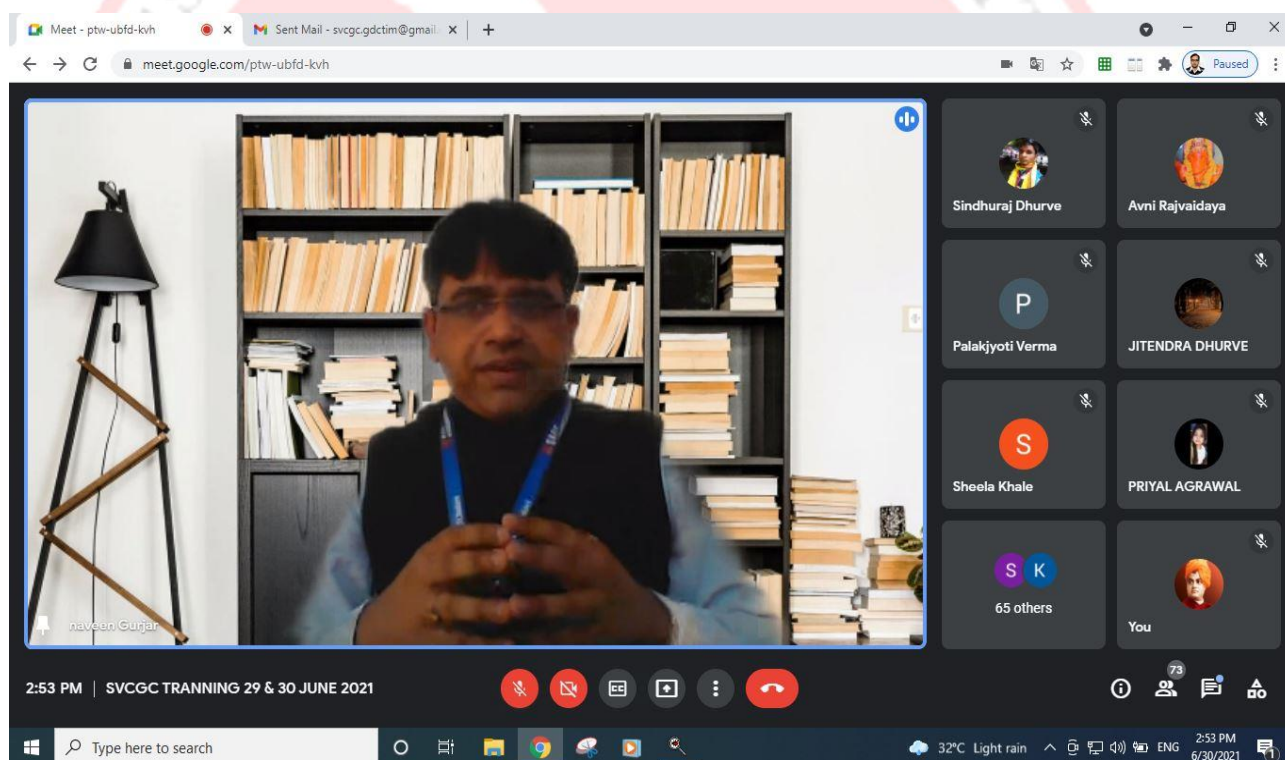 Meet - ptw-ubfd-kvh
Sent Mail - svcgc.gdctim@gmail.
meet.google.com/ptw-ubfd-kvh
Paused
Sindhuraj Dhurve
Avni Rajvaidaya
P
Palakjyoti Verma
JITENDRA DHURVE
S
Sheela Khale
PRIYAL AGRAWAL
S K
65 others
You
naveen Gurjar
2:53 PM | SVCGC TRANNING 29 & 30 JUNE 2021
CC
73
Type here to search
32°C Light rain
ENG
2:53 PM
6/30/2021
1